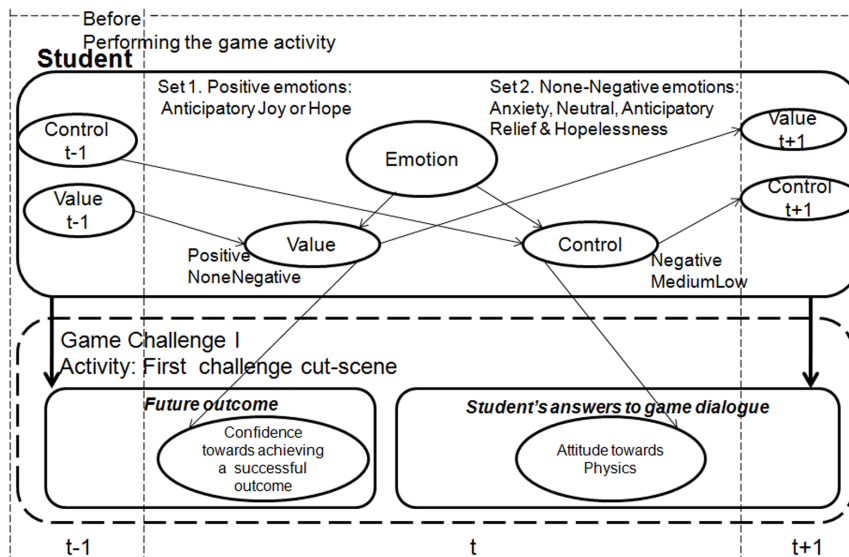 Before
Performing the game activity
Student
Set 1. Positive emotions:
Anticipatory Joy or Hope
Set 2. None-Negative emotions:
Anxiety, Neutral, Anticipatory
Relief & Hopelessness
Control
t-1
Value
t-1
Emotion
Value
t+1
Control
t+1
Value
Control
Positive
NoneNegative
Negative
MediumLow
Game Challenge I
Activity: First challenge cut-scene
Future outcome
Confidence
towards achieving
a successful
outcome
Student's answers to game dialogue
Attitude towards
Physics
t-1
t
t+1